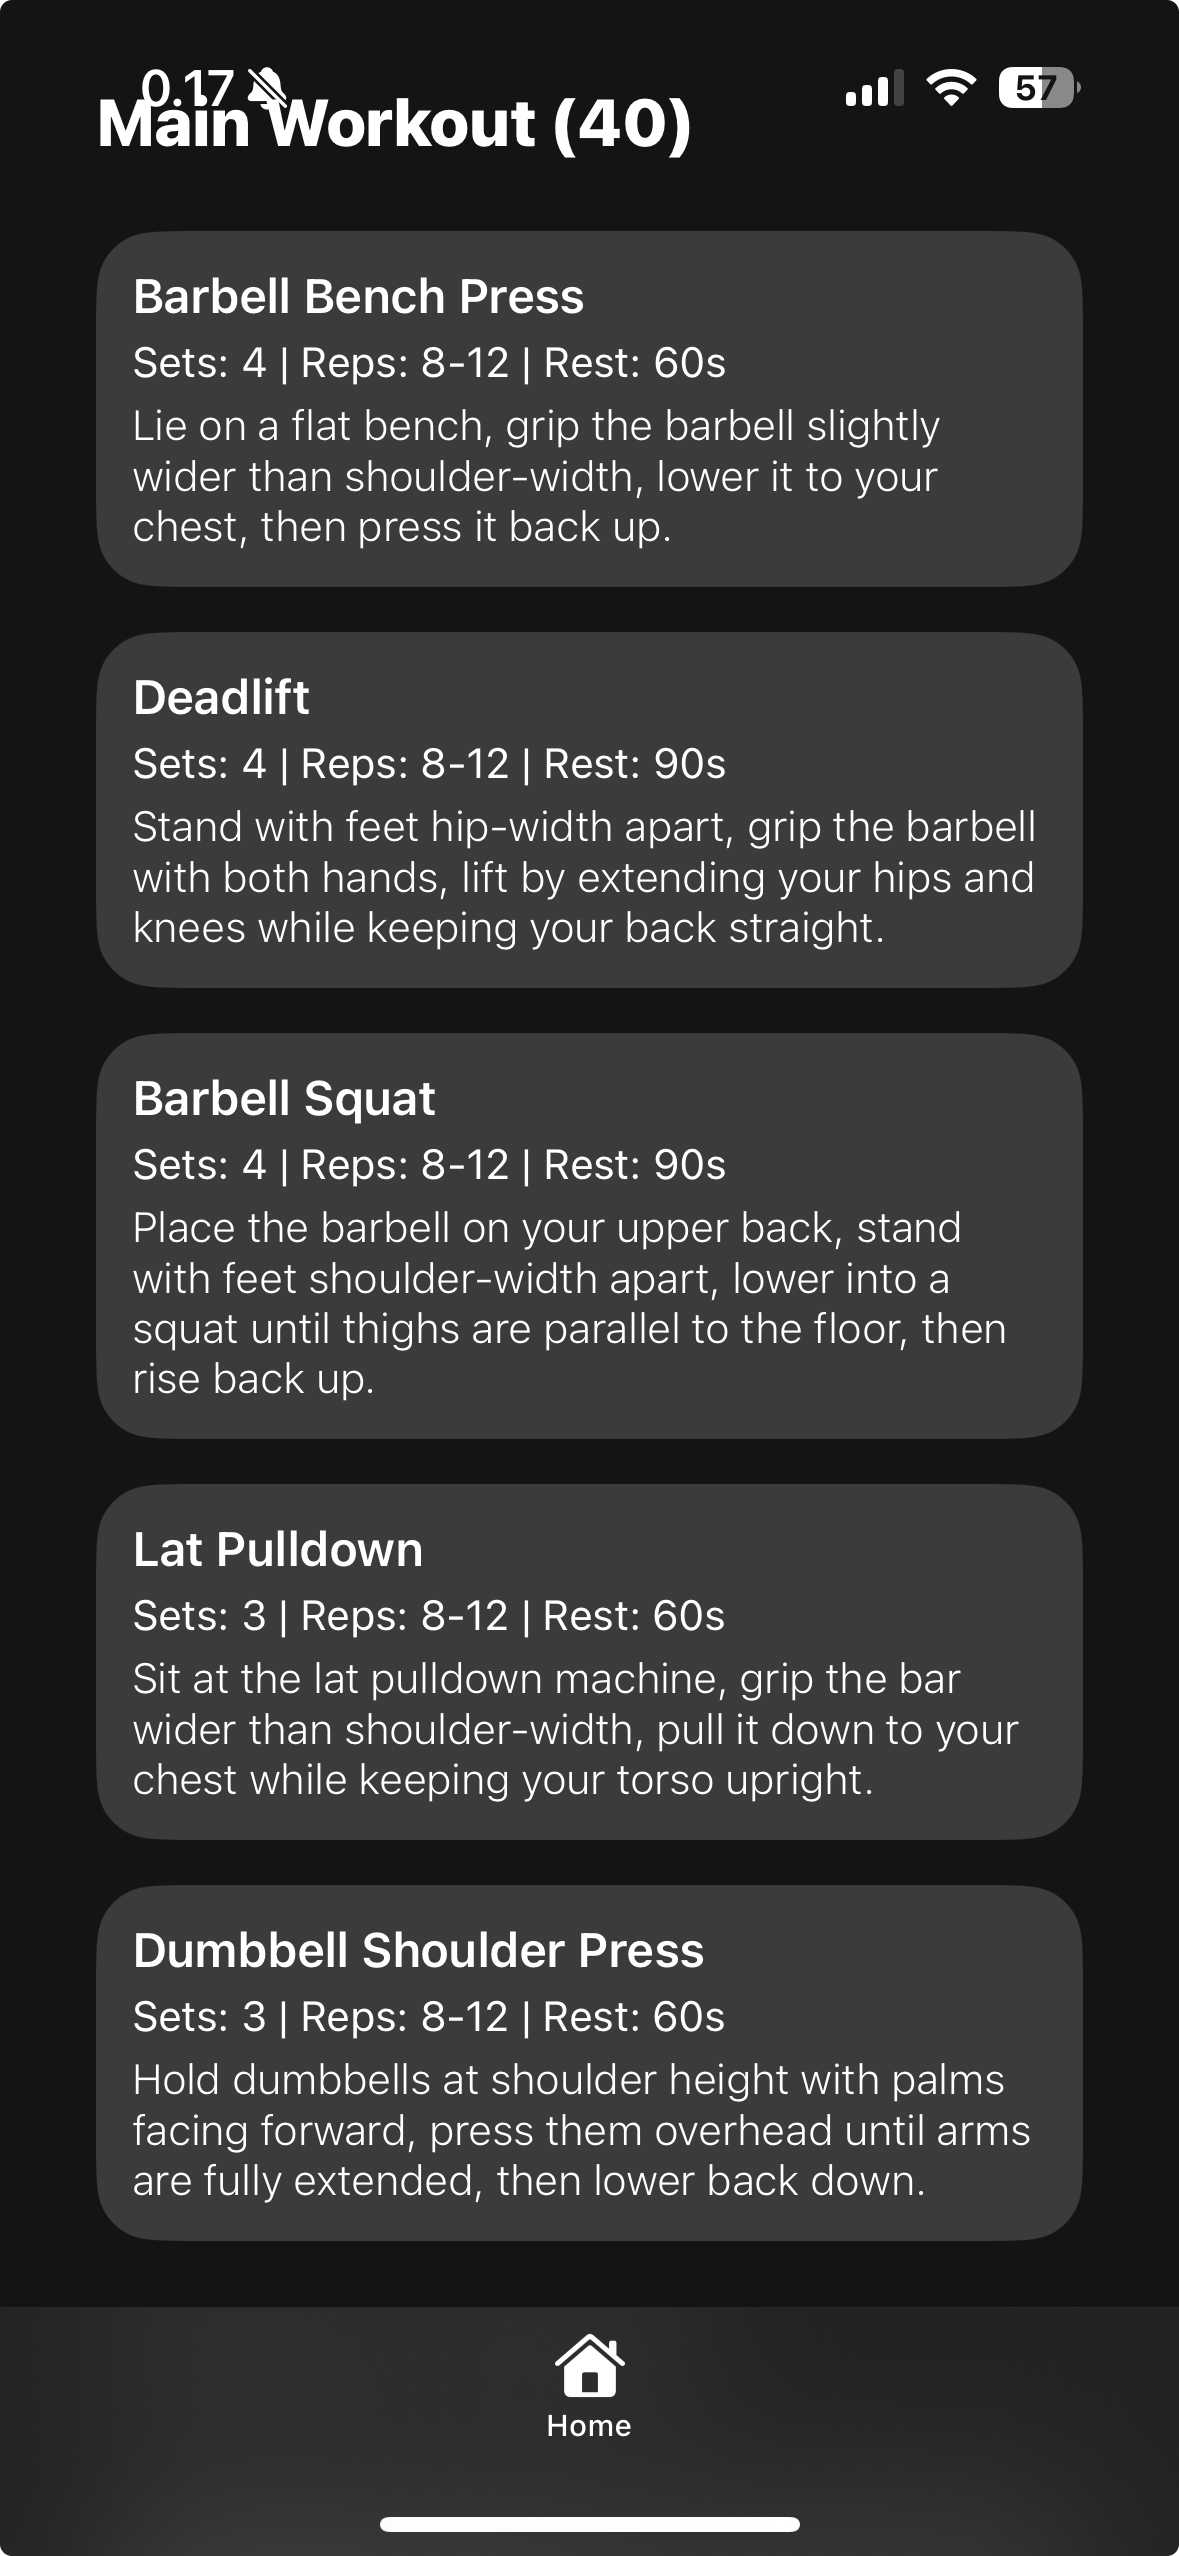 0.17
57
Main Workout (40)
Barbell Bench Press
Sets: 4 | Reps: 8-12 | Rest: 60s
Lie on a flat bench, grip the barbell slightly
wider than shoulder-width, lower it to your
chest, then press it back up.
Deadlift
Sets: 4 | Reps: 8-12 | Rest: 90s
Stand with feet hip-width apart, grip the barbell
with both hands, lift by extending your hips and
knees while keeping your back straight.
Barbell Squat
Sets: 4 | Reps: 8-12 | Rest: 90s
Place the barbell on your upper back, stand
with feet shoulder-width apart, lower into a
squat until thighs are parallel to the floor, then
rise back up.
Lat Pulldown
Sets: 3 | Reps: 8-12 | Rest: 60s
Sit at the lat pulldown machine, grip the bar
wider than shoulder-width, pull it down to your
chest while keeping your torso upright.
Dumbbell Shoulder Press
Sets: 3 | Reps: 8-12 | Rest: 60s
Hold dumbbells at shoulder height with palms
facing forward, press them overhead until arms
are fully extended, then lower back down.
Home